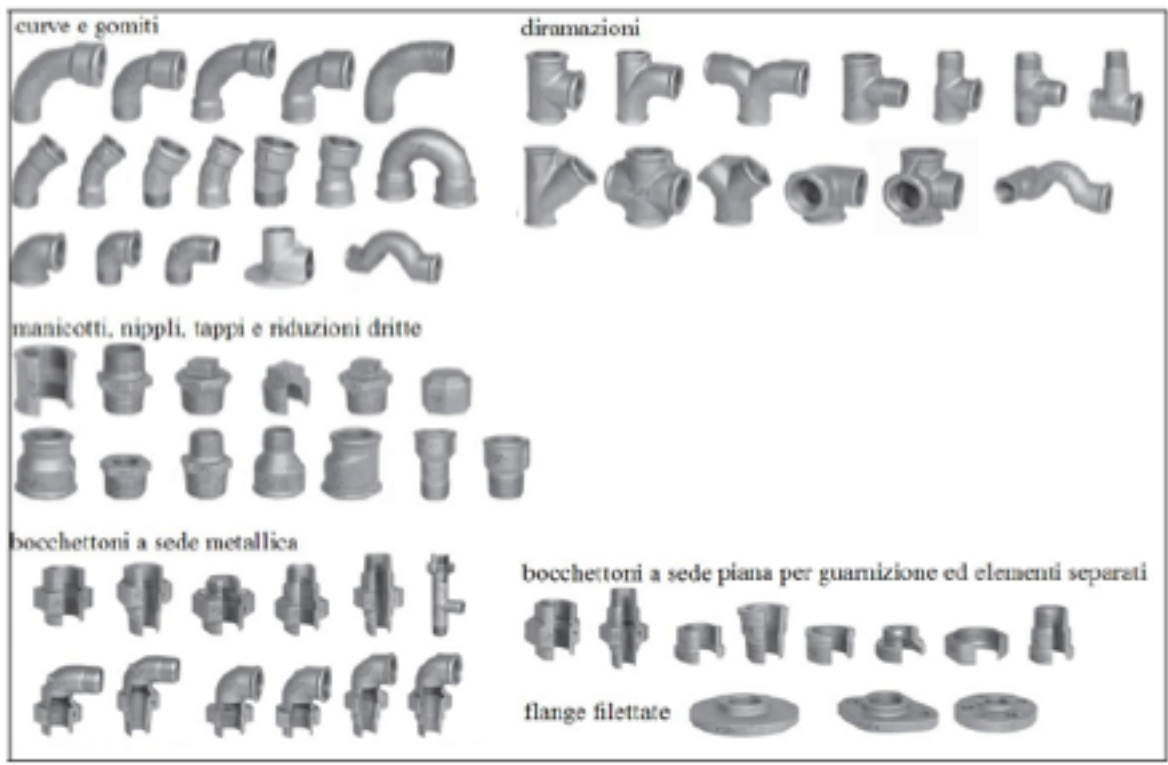 curve e gomiti
diramazioni
manicotti, nippli, tappi e riduzioni dritte
bocchettoni a sede metallica
bocchettoni a sede piana per guarnizione ed elementi separati
flange filettate